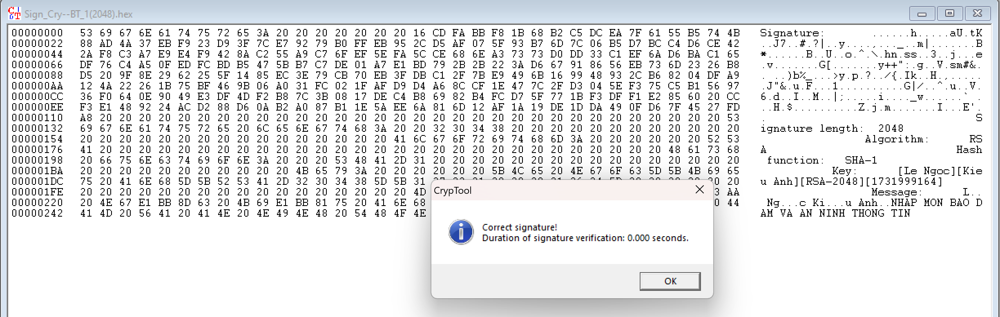 Sign_Cry--BT_1(2048).hex
00000000 53 69 67 6E 61 74 75 72 65 3A 20 20 20 20 20 20 20 16 CD FA BB F8 1B 68 B2 C5 DC EA 7F 61 55 B5 74 4B Signature: ......h.....aU.tK
00000022 88 AD 4A 37 EB F9 23 D9 3F 7C E7 92 79 B0 FF EB 95 2C D5 AF 07 5F 93 B7 6D 7C 06 B5 D7 BC C4 D6 CE 42 ..J7..#.?|..y....,..._..m|.......B
00000044 2A F8 C3 A7 E9 E4 F9 42 8A C2 55 A9 C7 6F EF 5E FA 5C CE 68 6E A3 73 73 D0 DD 33 C1 EF 6A D6 BA C1 65 *......B..U..o.^.\.hn.ss..3..j...e
00000066 DF 76 C4 A5 0F ED FC BD B5 47 5B B7 C7 DE 01 A7 E1 BD 79 2B 2B 22 3A D6 67 91 86 56 EB 73 6D 23 26 B8 .v.......G[.......y++":.g..V.sm#&.
00000088 D5 20 9F 8E 29 62 25 5F 14 85 EC 3E 79 CB 70 EB 3F DB C1 2F 7B E9 49 6B 16 99 48 93 2C B6 82 04 DF A9 . ..)b%_...>y.p.?../{.Ik..H.,.....
000000AA 12 4A 22 26 1B 75 BF 46 9B 06 A0 31 FC 02 1F AF D9 D4 A6 8C CF 1E 47 7C 2F D3 04 5E F3 75 C5 B1 56 97 .J"&.u.F...1..........G|/..^.u..V.
000000CC 36 F0 64 0E 90 49 E3 DF 4D F2 B8 7C 3B 08 17 DE C4 B8 69 82 B4 FC D7 5F 77 1B F3 DF F1 E2 85 60 20 CC 6.d..I..M..|;.....i...._w......` .
000000EE F3 E1 48 92 24 AC D2 88 D6 0A B2 A0 87 B1 1E 5A EE 6A 81 6D 12 AF 1A 19 DE 1D DA 49 0F D6 7F 45 27 FD ..H.$..........Z.j.m.......I...E'.
00000110 A8 20 20 20 20 20 20 20 20 20 20 20 20 20 20 20 20 20 20 20 20 20 20 20 20 20 20 20 20 20 20 20 20 53 . S
00000132 69 67 6E 61 74 75 72 65 20 6C 65 6E 67 74 68 3A 20 20 32 30 34 38 20 20 20 20 20 20 20 20 20 20 20 20 ignature length: 2048
00000154 20 20 20 20 20 20 20 20 20 20 20 20 20 20 20 20 41 6C 67 6F 72 69 74 68 6D 3A 20 20 20 20 20 20 52 53 Algorithm: RS
00000176 41 20 20 20 20 20 20 20 20 20 20 20 20 20 20 20 20 20 20 20 20 20 20 20 20 20 20 20 20 20 48 61 73 68 A Hash
00000198 20 66 75 6E 63 74 69 6F 6E 3A 20 20 20 53 48 41 2D 31 20 20 20 20 20 20 20 20 20 20 20 20 20 20 20 20 function: SHA-1
000001BA 20 20 20 20 20 20 20 20 20 20 20 4B 65 79 3A 20 20 20 20 20 20 5B 4C 65 20 4E 67 6F 63 5D 5B 4B 69 65 Key: [Le Ngoc][Kie
000001DC 75 20 41 6E 68 5D 5B 52 53 41 2D 32 30 34 38 5D 5B 31 20 u Anh][RSA-2048][1731999164]
000001FE 20 20 20 20 20 20 20 20 20 20 20 20 20 20 20 20 20 4D AA Message: L..
00000220 20 4E 67 E1 BB 8D 63 20 4B 69 E1 BB 81 75 20 41 6E 68 44 Ng...c Ki...u Anh..NHAP MON BAO D
00000242 41 4D 20 56 41 20 41 4E 20 4E 49 4E 48 20 54 48 4F 4E AM VA AN NINH THONG TIN
CrypTool
Correct signature!
Duration of signature verification: 0.000 seconds.
OK